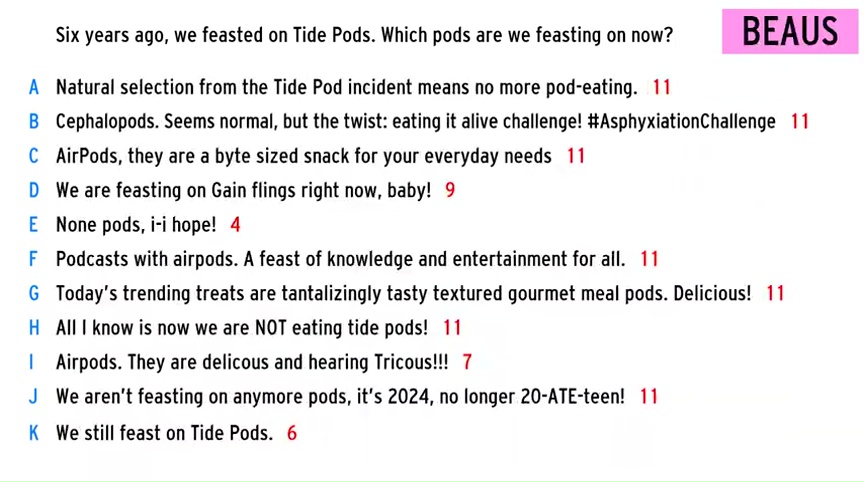 Six years ago, we feasted on Tide Pods. Which pods are we feasting on now?
BEAUS
A Natural selection from the Tide Pod incident means no more pod-eating. 11
B Cephalopods. Seems normal, but the twist: eating it alive challenge! #AsphyxiationChallenge 11
C AirPods, they are a byte sized snack for your everyday needs 11
D We are feasting on Gain flings right now, baby! 9
E None pods, i-i hope! 4
F Podcasts with airpods. A feast of knowledge and entertainment for all. 11
G Today's trending treats are tantalizingly tasty textured gourmet meal pods. Delicious! 11
H All I know is now we are NOT eating tide pods! 11
I Airpods. They are delicous and hearing Tricous!!! 7
J We aren't feasting on anymore pods, it's 2024, no longer 20-ATE-teen! 11
K We still feast on Tide Pods. 6